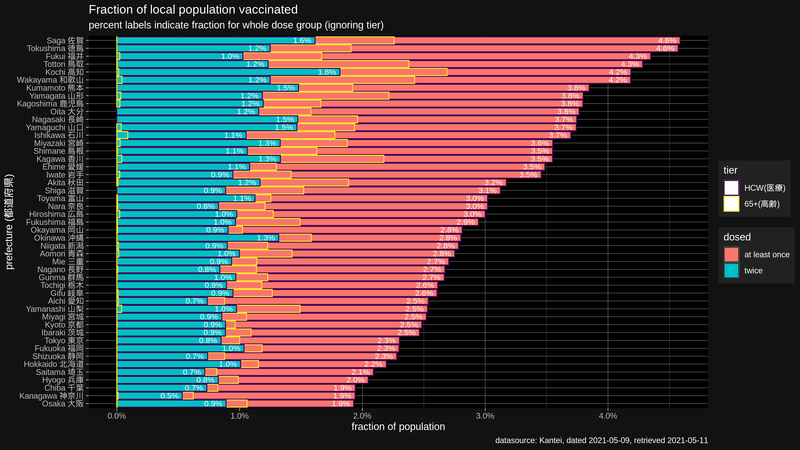 Fraction of local population vaccinated
percent labels indicate fraction for whole dose group (ignoring tier)
prefecture (都道府県)
Saga 佐賀 1.6% 4.6%
Tokushima 徳島 1.2% 4.6%
Fukui 福井 1.0% 4.3%
Tottori 鳥取 1.2% 4.3%
Kochi 高知 1.8% 4.2%
Wakayama 和歌山 1.2% 4.2%
Kumamoto 熊本 1.5% 3.8%
Yamagata 山形 1.2% 3.8%
Kagoshima 鹿児島 1.2% 3.8%
Oita 大分 1.2% 3.8%
Nagasaki 長崎 1.5% 3.7%
Yamaguchi 山口 1.5% 3.7%
Ishikawa 石川 1.1% 3.7%
Miyazaki 宮崎 1.3% 3.6%
Shimane 島根 1.1% 3.5%
Kagawa 香川 1.3% 3.5%
Ehime 愛媛 1.1% 3.5%
Iwate 岩手 0.9% 3.5%
Akita 秋田 1.2% 3.2%
Shiga 滋賀 0.9% 3.1%
Toyama 富山 1.1% 3.0%
Nara 奈良 0.8% 3.0%
Hiroshima 広島 1.0% 3.0%
Fukushima 福島 1.0% 2.9%
Okayama 岡山 0.9% 2.8%
Okinawa 沖縄 1.3% 2.8%
Niigata 新潟 0.9% 2.8%
Aomori 青森 1.0% 2.8%
Mie 三重 0.9% 2.7%
Nagano 長野 0.8% 2.7%
Gunma 群馬 1.0% 2.7%
Tochigi 栃木 0.9% 2.6%
Gifu 岐阜 0.9% 2.6%
Aichi 愛知 0.7% 2.5%
Yamanashi 山梨 1.0% 2.5%
Miyagi 宮城 0.9% 2.5%
Kyoto 京都 0.9% 2.5%
Ibaraki 茨城 0.9% 2.5%
Tokyo 東京 0.8% 2.3%
Fukuoka 福岡 1.0% 2.3%
Shizuoka 静岡 0.7% 2.3%
Hokkaido 北海道 1.0% 2.2%
Saitama 埼玉 0.7% 2.1%
Hyogo 兵庫 0.8% 2.0%
Chiba 千葉 0.7% 1.9%
Kanagawa 神奈川 0.5% 1.9%
Osaka 大阪 0.9% 1.9%
0.0% 1.0% 2.0% 3.0% 4.0%
fraction of population
tier
HCW(医療)
65+(高齢)
dosed
at least once
twice
datasource: Kantei, dated 2021-05-09, retrieved 2021-05-11